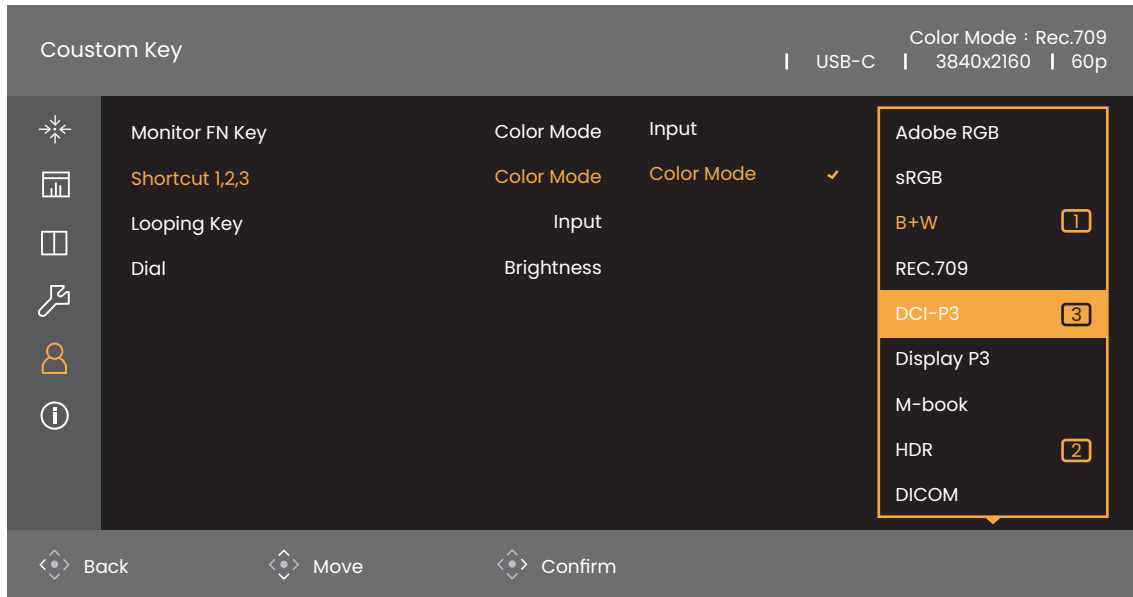 Coustom Key
Color Mode : Rec.709
| USB-C | 3840x2160 | 60p
Monitor FN Key Color Mode Input
Shortcut 1,2,3 Color Mode Color Mode
Looping Key Input
Dial Brightness
Adobe RGB
sRGB
B+W 1
REC.709
DCI-P3 3
Display P3
M-book
HDR 2
DICOM
Back Move Confirm